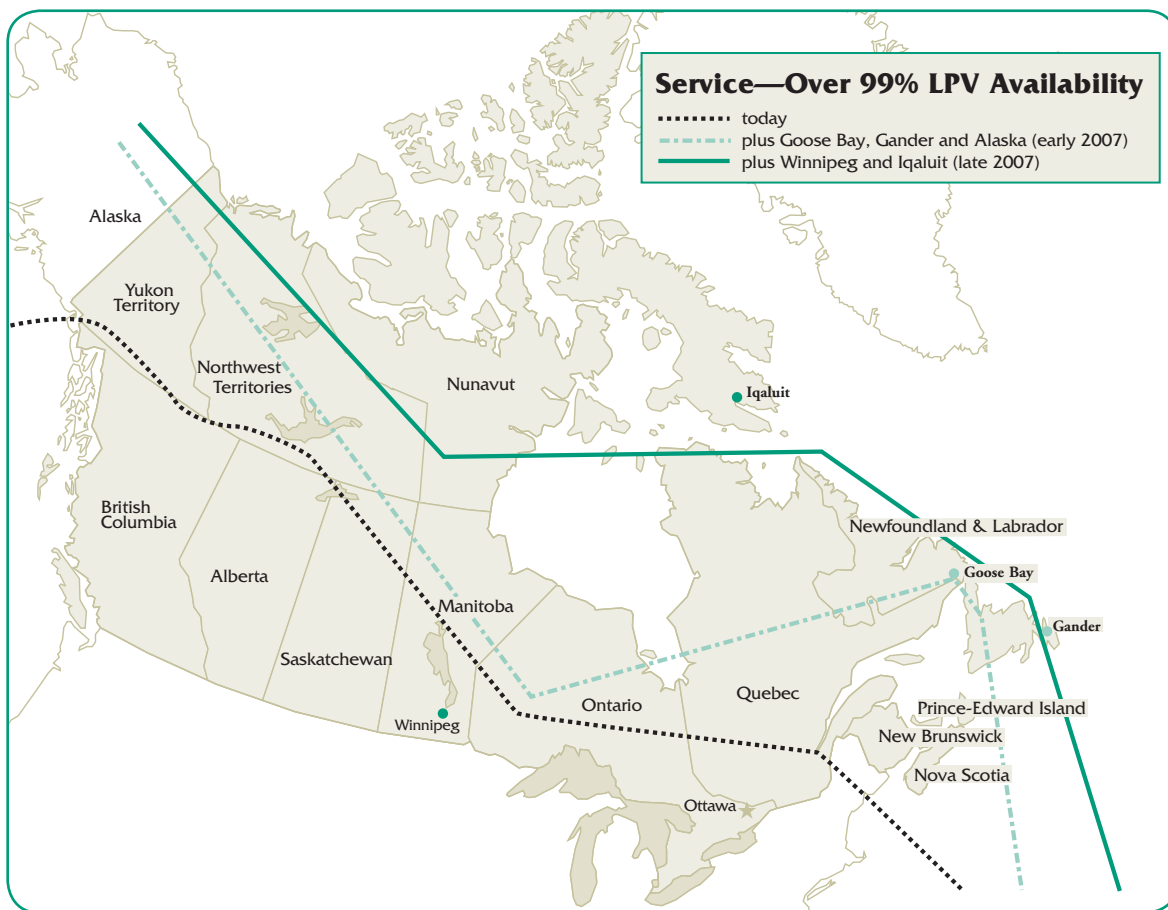 Service—Over 99% LPV Availability
today
plus Goose Bay, Gander and Alaska (early 2007)
plus Winnipeg and Iqaluit (late 2007)
Alaska
Yukon
Territory
Northwest
Territories
Nunavut
Iqaluit
British
Columbia
Newfoundland & Labrador
Goose Bay
Alberta
Manitoba
Gander
Saskatchewan
Quebec
Ontario
Prince-Edward Island
Winnipeg
New Brunswick
Nova Scotia
Ottawa